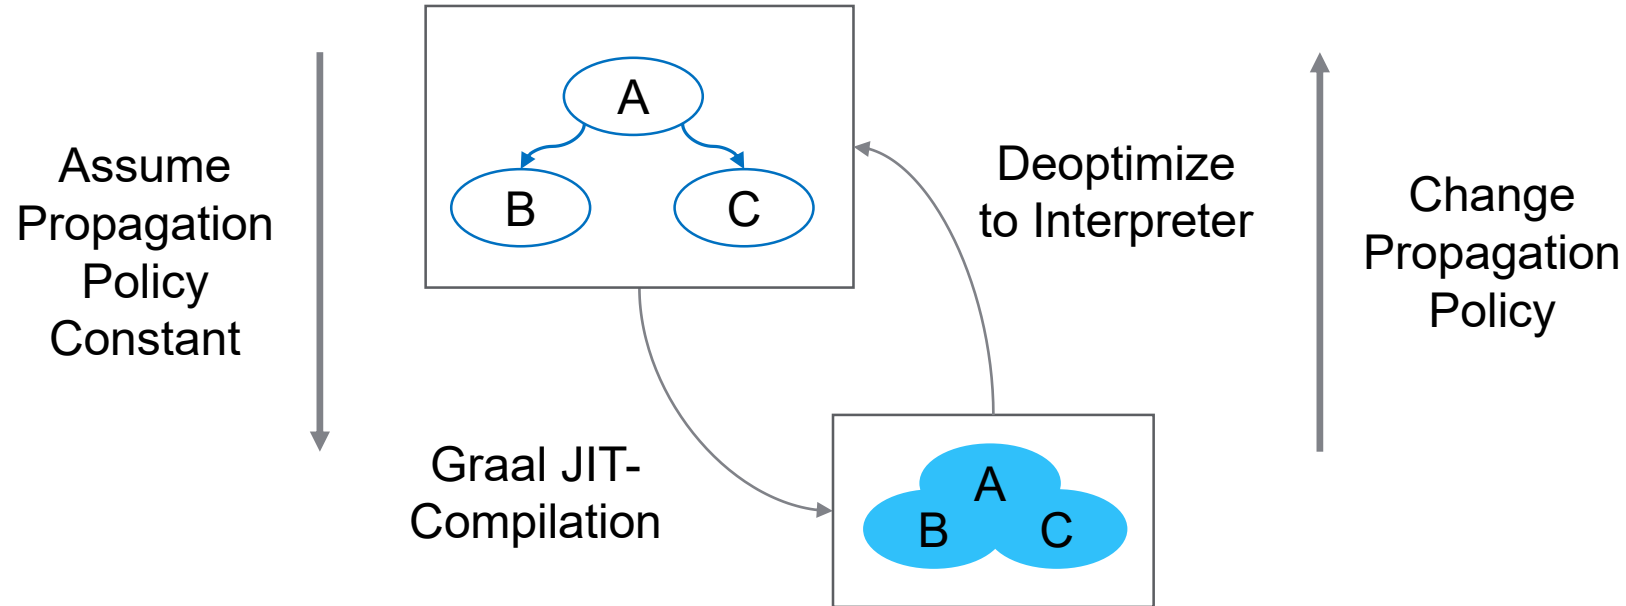 Assume
Propagation
Policy
Constant
A
B
C
Deoptimize
to Interpreter
Change
Propagation
Policy
Graal JIT-
Compilation
A
B
C